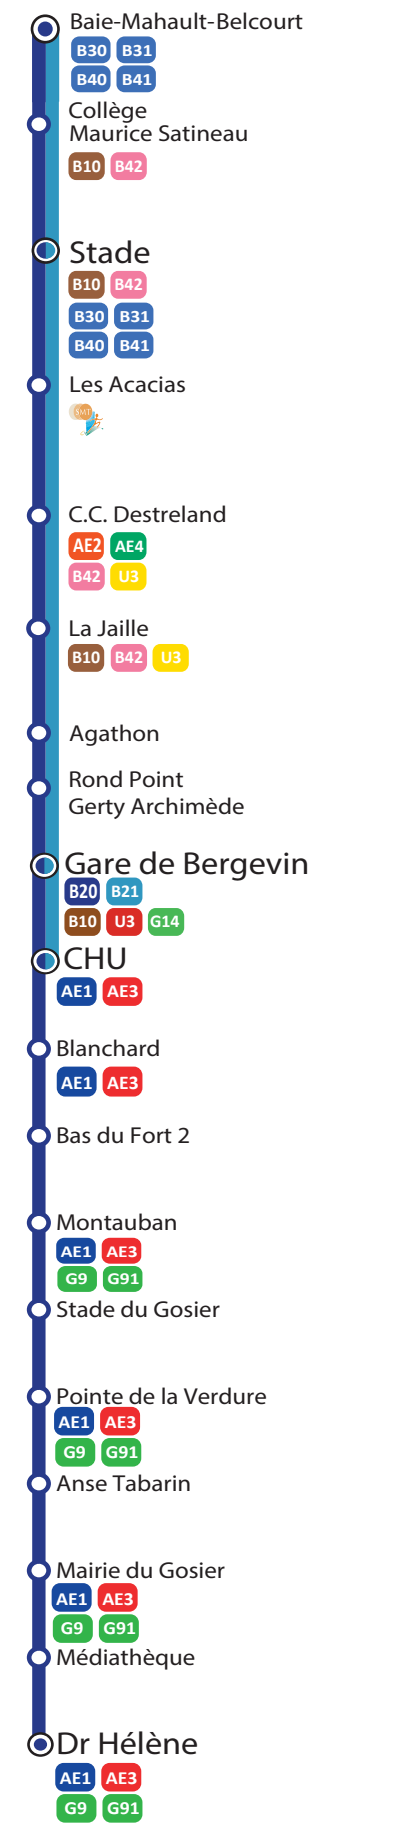 Baie-Mahault-Belcourt
B30 B31
B40 B41
Collège
Maurice Satineau
B10 B42
Stade
B10 B42
B30 B31
B40 B41
Les Acacias
SMT
C.C. Destreland
AE2 AE4
B42 U3
La Jaille
B10 B42 U3
Agathon
Rond Point
Gerty Archimède
Gare de Bergevin
B20 B21
B10 U3 G14
CHU
AE1 AE3
Blanchard
AE1 AE3
Bas du Fort 2
Montauban
AE1 AE3
G9 G91
Stade du Gosier
Pointe de la Verdure
AE1 AE3
G9 G91
Anse Tabarin
Mairie du Gosier
AE1 AE3
G9 G91
Médiathèque
Dr Hélène
AE1 AE3
G9 G91